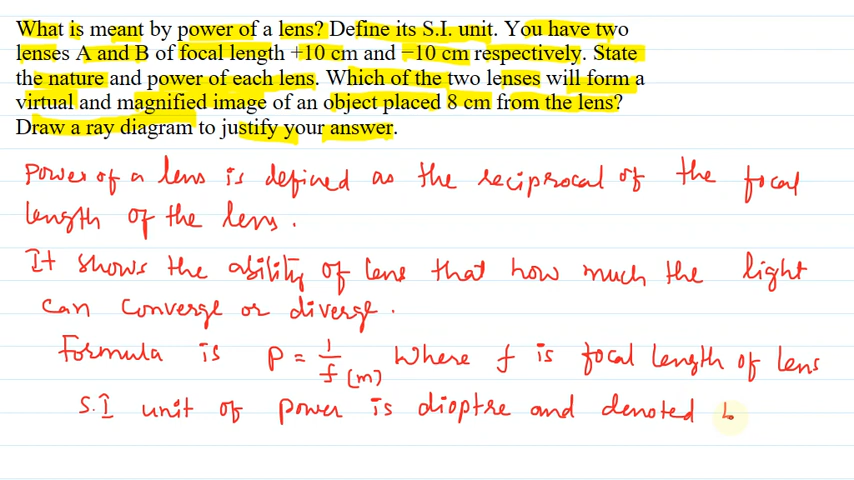 What is meant by power of a lens? Define its S.I. unit. You have two
lenses A and B of focal length +10 cm and −10 cm respectively. State
the nature and power of each lens. Which of the two lenses will form a
virtual and magnified image of an object placed 8 cm from the lens?
Draw a ray diagram to justify your answer.
Power of a lens is defined as the reciprocal of the focal
length of the lens.
It shows the ability of lens that how much the light
can converge or diverge.
Formula is P = 1/f (m) Where f is focal length of lens
S.I unit of power is dioptre and denoted